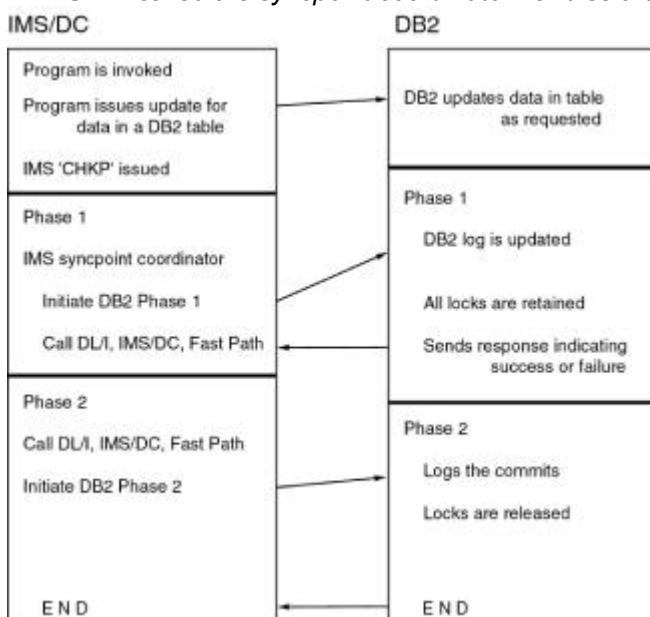 IMS/DC
Program is invoked
Program issues update for
data in a DB2 table
IMS 'CHKP' issued
Phase 1
IMS syncpoint coordinator
Initiate DB2 Phase 1
Call DL/I, IMS/DC, Fast Path
Phase 2
Call DL/I, IMS/DC, Fast Path
Initiate DB2 Phase 2
E N D
DB2
DB2 updates data in table
as requested
Phase 1
DB2 log is updated
All locks are retained
Sends response indicating
success or failure
Phase 2
Logs the commits
Locks are released
E N D